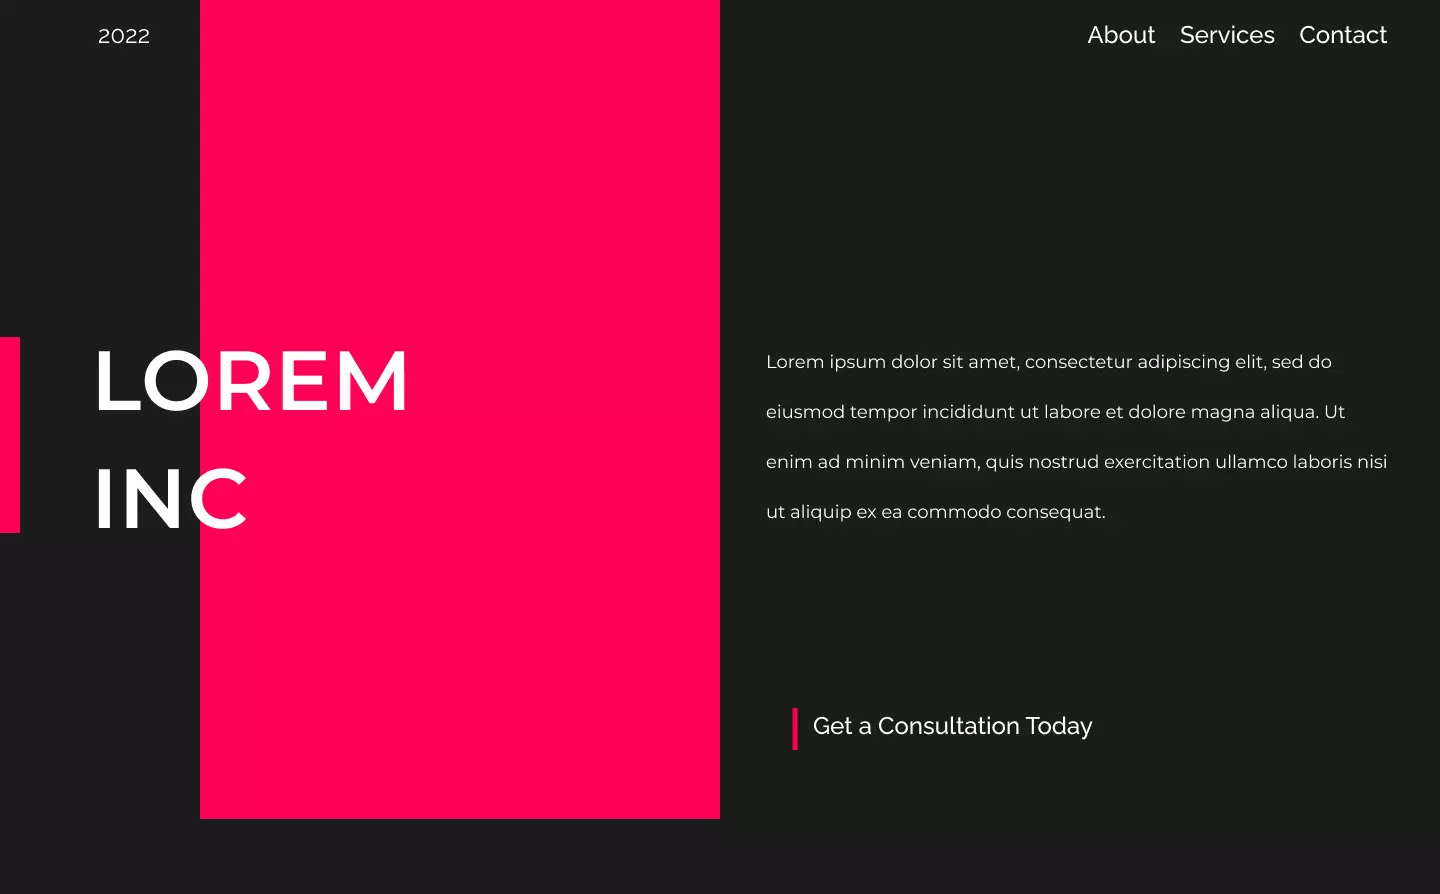 2022
About Services Contact
LOREM
INC
Lorem ipsum dolor sit amet, consectetur adipiscing elit, sed do
eiusmod tempor incididunt ut labore et dolore magna aliqua. Ut
enim ad minim veniam, quis nostrud exercitation ullamco laboris nisi
ut aliquip ex ea commodo consequat.
Get a Consultation Today